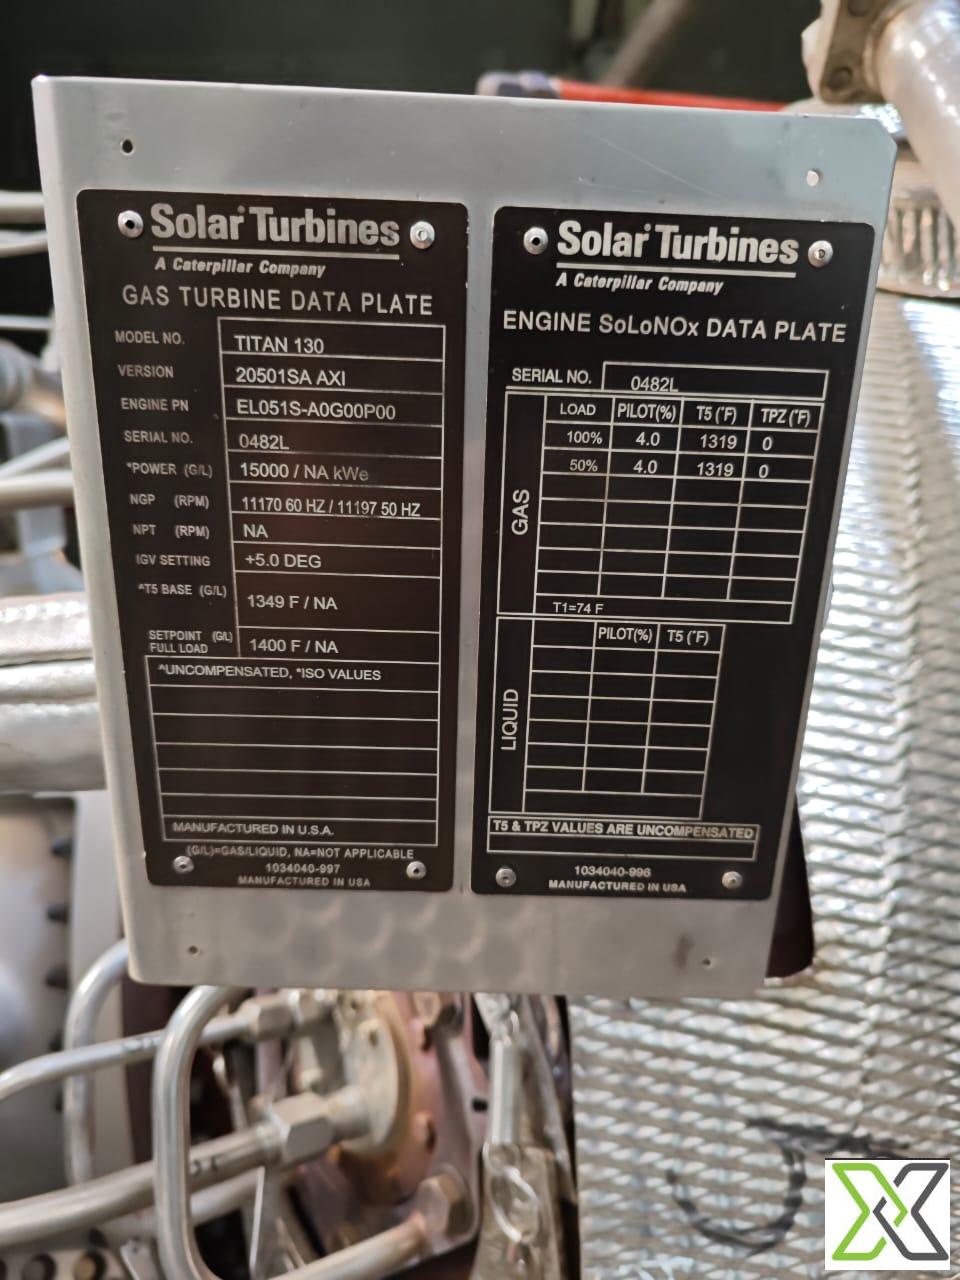 Solar Turbines
A Caterpillar Company
GAS TURBINE DATA PLATE
MODEL NO. TITAN 130
VERSION 20501SA AXI
ENGINE PN EL051S-A0G00P00
SERIAL NO. 0482L
*POWER (G/L) 15000 / NA kWe
NGP (RPM) 11170 60 HZ / 11197 50 HZ
NPT (RPM) NA
IGV SETTING +5.0 DEG
^T5 BASE (G/L) 1349 F / NA
SETPOINT (G/L)
FULL LOAD 1400 F / NA
^UNCOMPENSATED, *ISO VALUES
MANUFACTURED IN U.S.A.
(G/L)=GAS/LIQUID, NA=NOT APPLICABLE
1034040-997
MANUFACTURED IN USA
Solar Turbines
A Caterpillar Company
ENGINE SoLoNOx DATA PLATE
SERIAL NO. 0482L
GAS
LOAD PILOT(%) T5 (°F) TPZ (°F)
100% 4.0 1319 0
50% 4.0 1319 0
T1=74 F
LIQUID
PILOT(%) T5 (°F)
T5 & TPZ VALUES ARE UNCOMPENSATED
1034040-996
MANUFACTURED IN USA